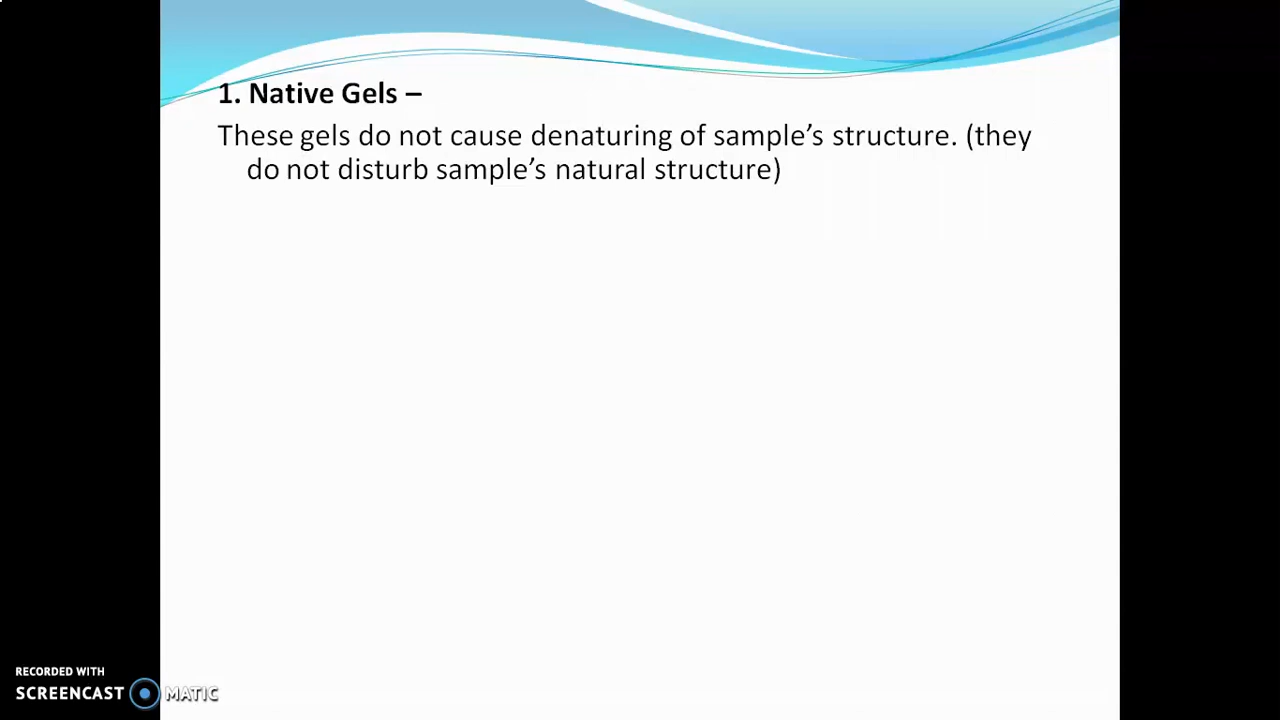 1. Native Gels –
These gels do not cause denaturing of sample’s structure. (they
do not disturb sample’s natural structure)
RECORDED WITH
SCREENCAST MATIC